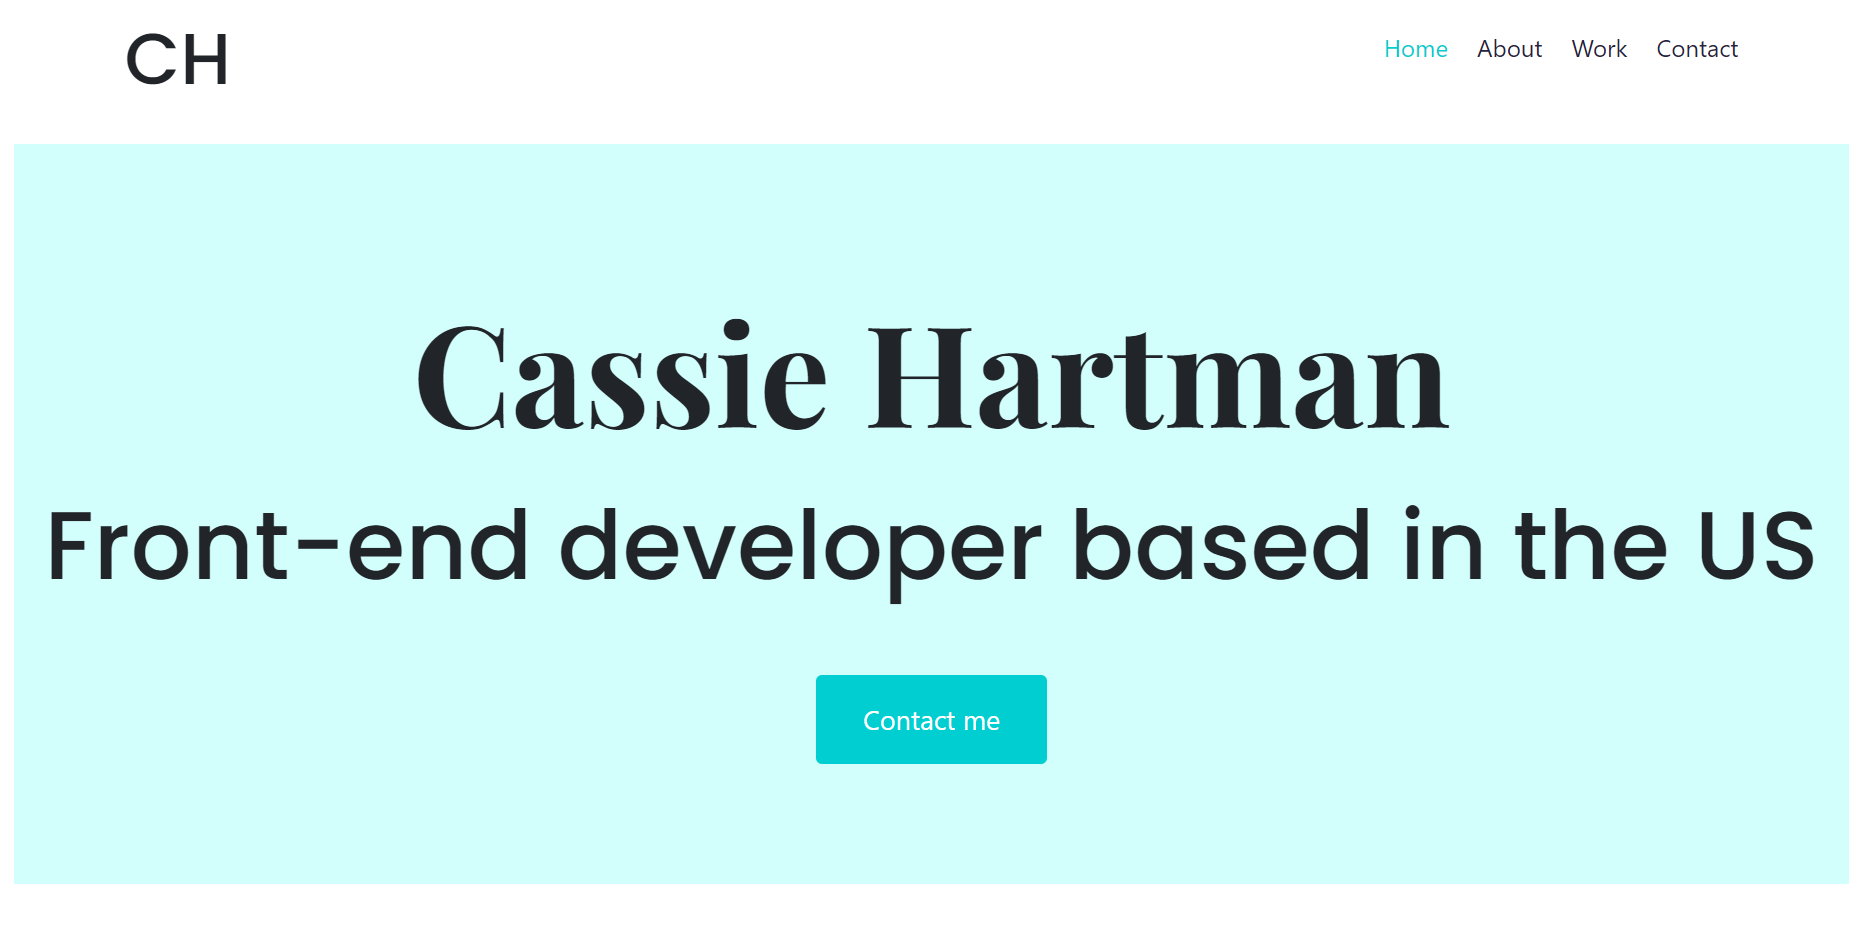 CH
Home About Work Contact
Cassie Hartman
Front-end developer based in the US
Contact me